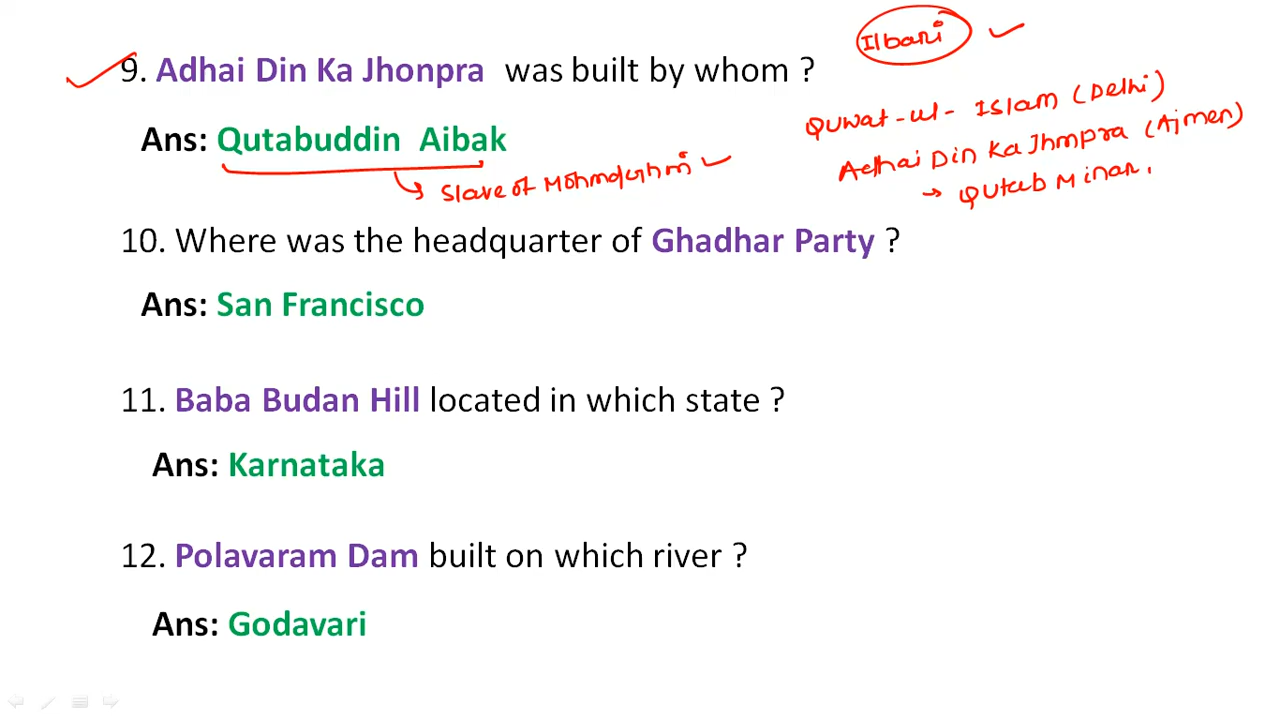 Ilbari
9. Adhai Din Ka Jhonpra was built by whom ?
Quwat-ul-Islam (Delhi)
Adhai Din Ka Jhmpra (Ajmer)
→ Qutub Minar.
Ans: Qutabuddin Aibak
→ Slave of
10. Where was the headquarter of Ghadhar Party ?
Ans: San Francisco
11. Baba Budan Hill located in which state ?
Ans: Karnataka
12. Polavaram Dam built on which river ?
Ans: Godavari